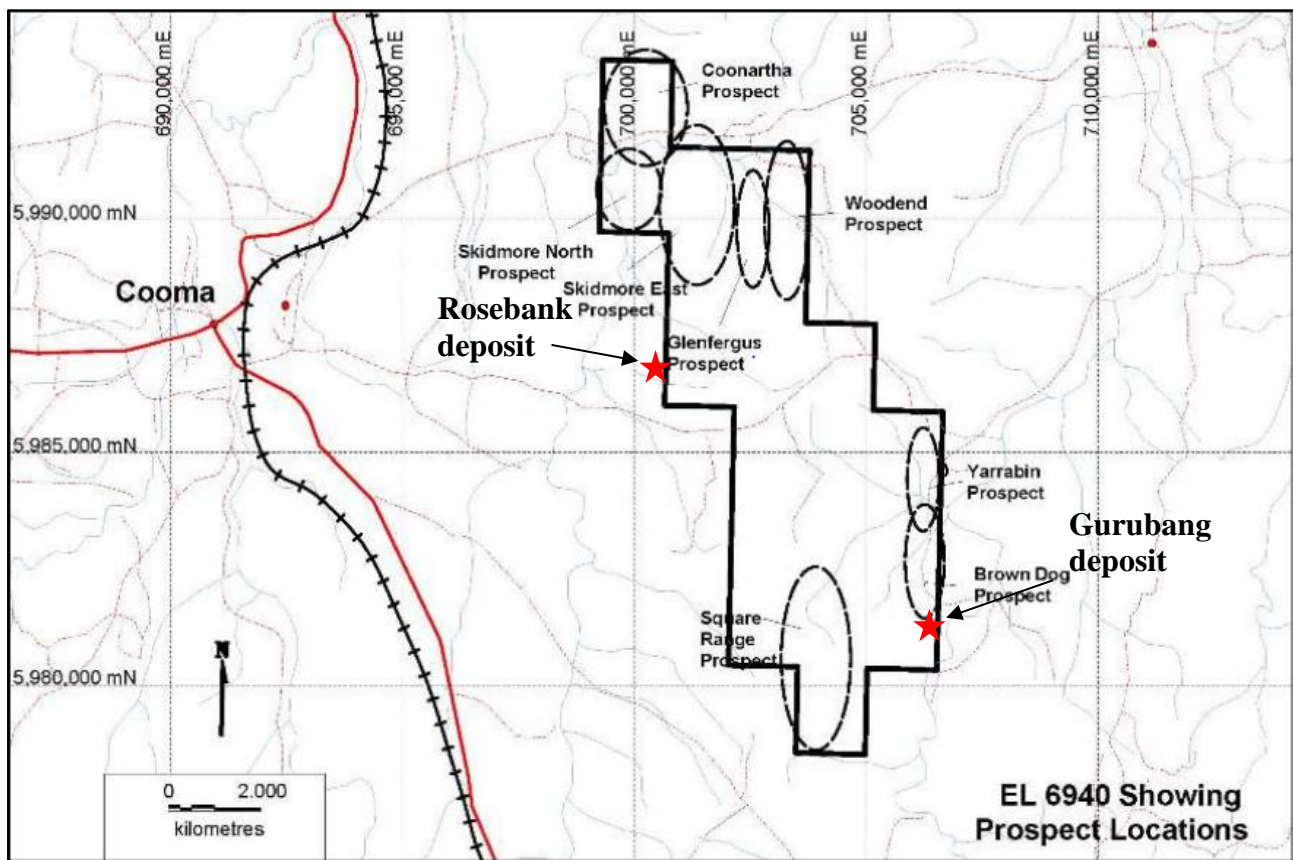 690,000 mE
695,000 mE
700,000 mE
705,000 mE
710,000 mE
Coonartha
Prospect
5,990,000 mN
Woodend
Prospect
Skidmore North
Prospect
Cooma
Skidmore East
Prospect
Rosebank
deposit
Glenfergus
Prospect
5,985,000 mN
Yarrabin
Prospect
Gurubang
deposit
Brown Dog
Prospect
Square
Range
Prospect
N
5,980,000 mN
0 2.000
kilometres
EL 6940 Showing
Prospect Locations